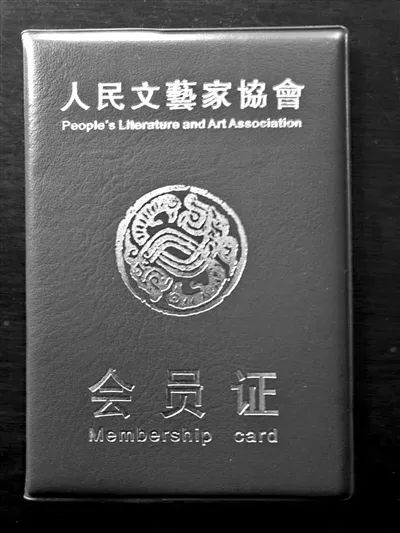 人民文藝家協會
People's Literature and Art Association
会员证
Membership card